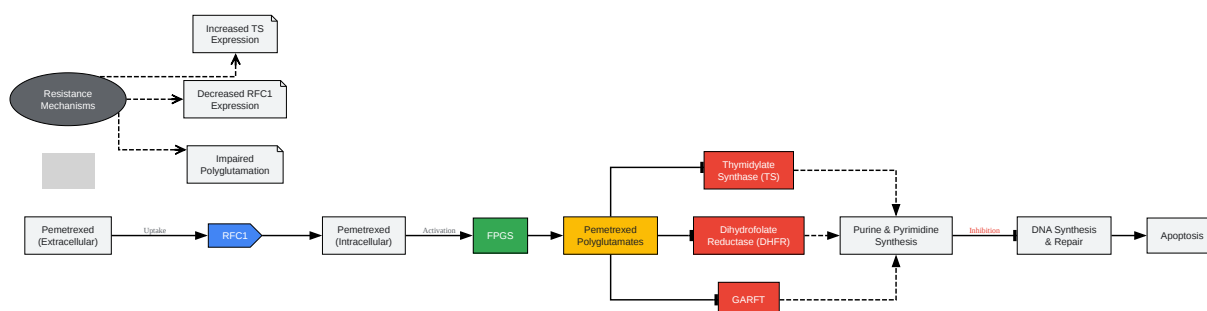 Increased TS
Expression
Resistance
Mechanisms
Decreased RFC1
Expression
Impaired
Polyglutamation
Thymidylate
Synthase (TS)
Pemetrexed
(Extracellular)
Uptake
RFC1
Pemetrexed
(Intracellular)
Activation
FPGS
Pemetrexed
Polyglutamates
Dihydrofolate
Reductase (DHFR)
Purine & Pyrimidine
Synthesis
Inhibition
DNA Synthesis
& Repair
Apoptosis
GARFT